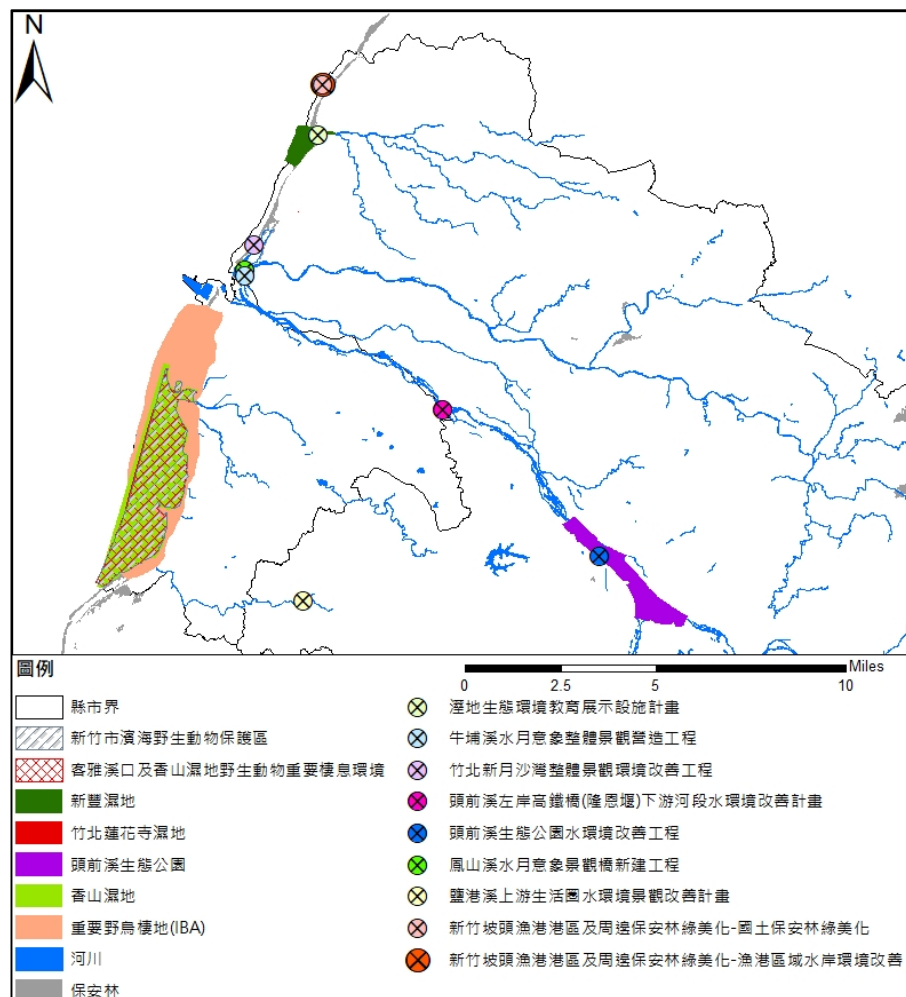 N
圖例
Miles
0 2.5 5 10
縣市界
新竹市濱海野生動物保護區
客雅溪口及香山濕地野生動物重要棲息環境
新豐濕地
竹北蓮花寺濕地
頭前溪生態公園
香山濕地
重要野鳥棲地(IBA)
河川
保安林
溼地生態環境教育展示設施計畫
牛埔溪水月意象整體景觀營造工程
竹北新月沙灣整體景觀環境改善工程
頭前溪左岸高鐵橋(隆恩堰)下游河段水環境改善計畫
頭前溪生態公園水環境改善工程
鳳山溪水月意象景觀橋新建工程
鹽港溪上游生活圈水環境景觀改善計畫
新竹坡頭漁港港區及周邊保安林綠美化-國土保安林綠美化
新竹坡頭漁港港區及周邊保安林綠美化-漁港區域水岸環境改善